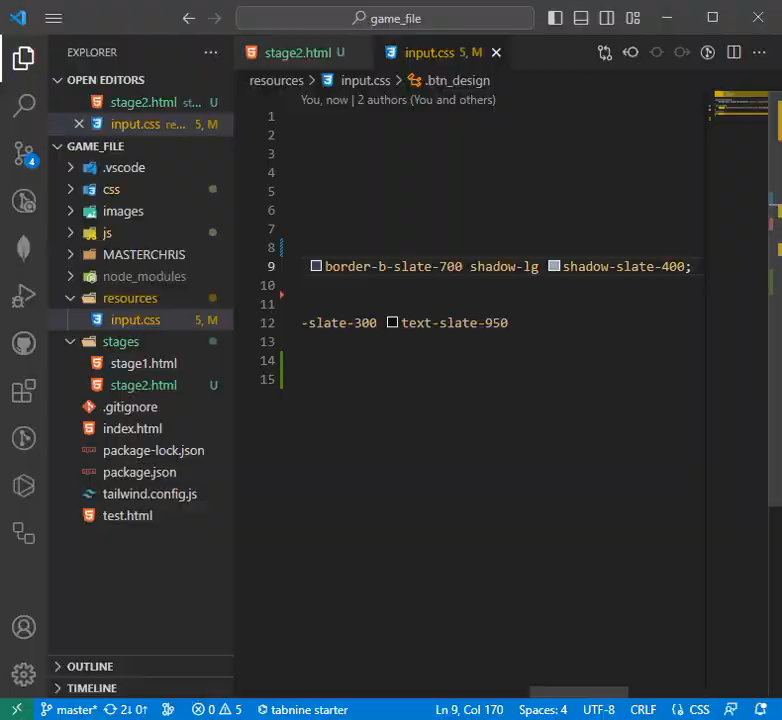 game_file
EXPLORER
stage2.html U
input.css 5, M
OPEN EDITORS
stage2.html st... U
input.css re... 5, M
resources > input.css > .btn_design
You, now | 2 authors (You and others)
GAME_FILE
.vscode
css
images
js
MASTERCHRIS
node_modules
resources
input.css 5, M
stages
stage1.html
stage2.html U
.gitignore
index.html
package-lock.json
package.json
tailwind.config.js
test.html
1
2
3
4
5
6
7
8
9 border-b-slate-700 shadow-lg shadow-slate-400;
10
11
12 -slate-300 text-slate-950
13
14
15
4
OUTLINE
TIMELINE
master* 2↓ 0↑ 0 5 tabnine starter Ln 9, Col 170 Spaces: 4 UTF-8 CRLF CSS